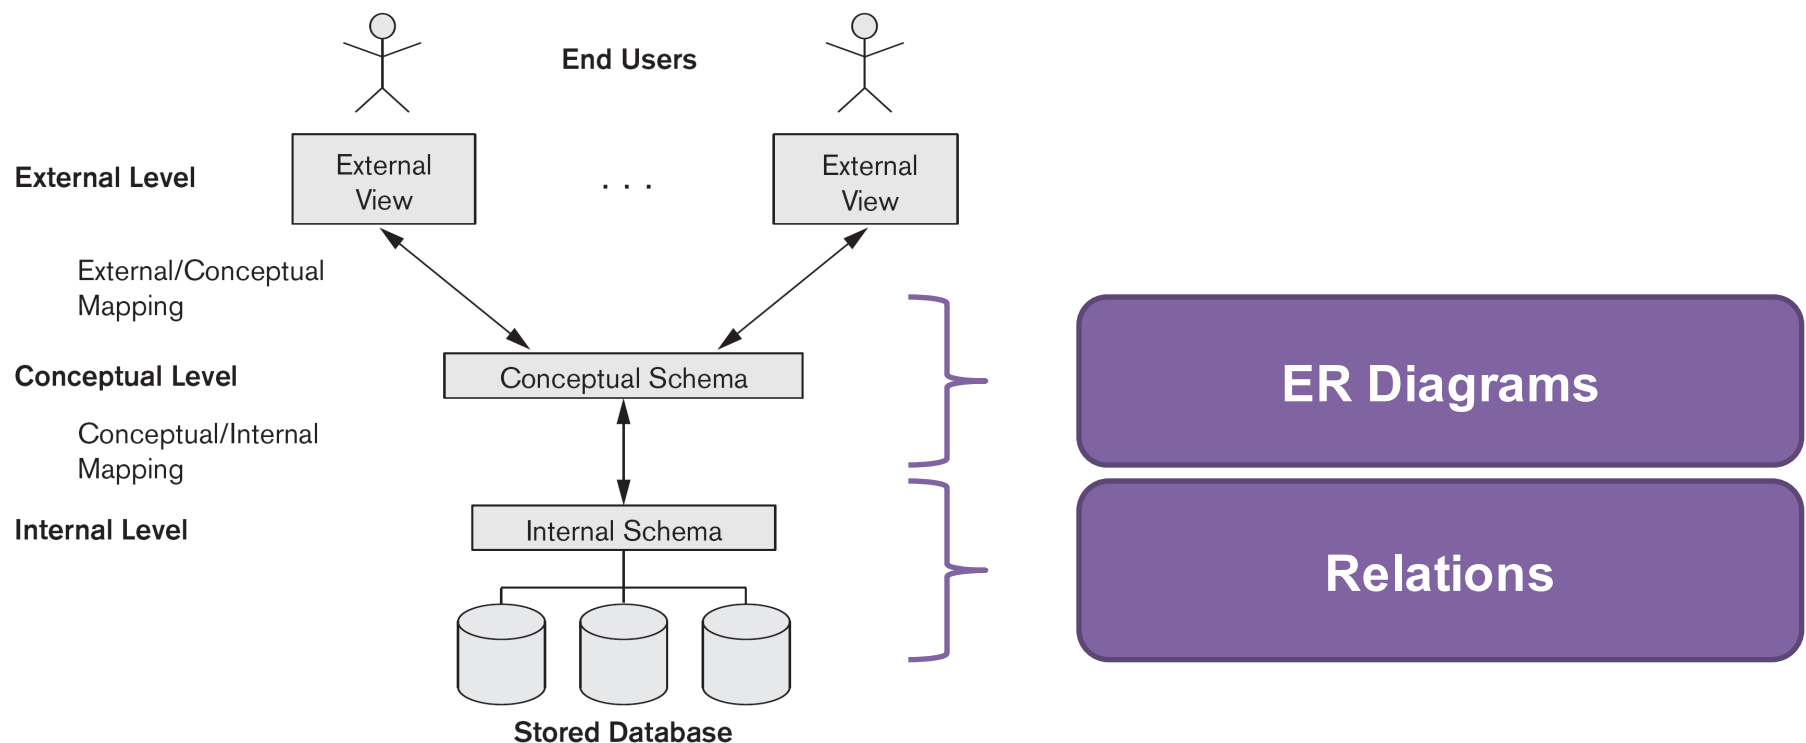 End Users
External Level
External
View
. . .
External
View
External/Conceptual
Mapping
Conceptual Level
Conceptual Schema
ER Diagrams
Conceptual/Internal
Mapping
Internal Level
Internal Schema
Relations
Stored Database